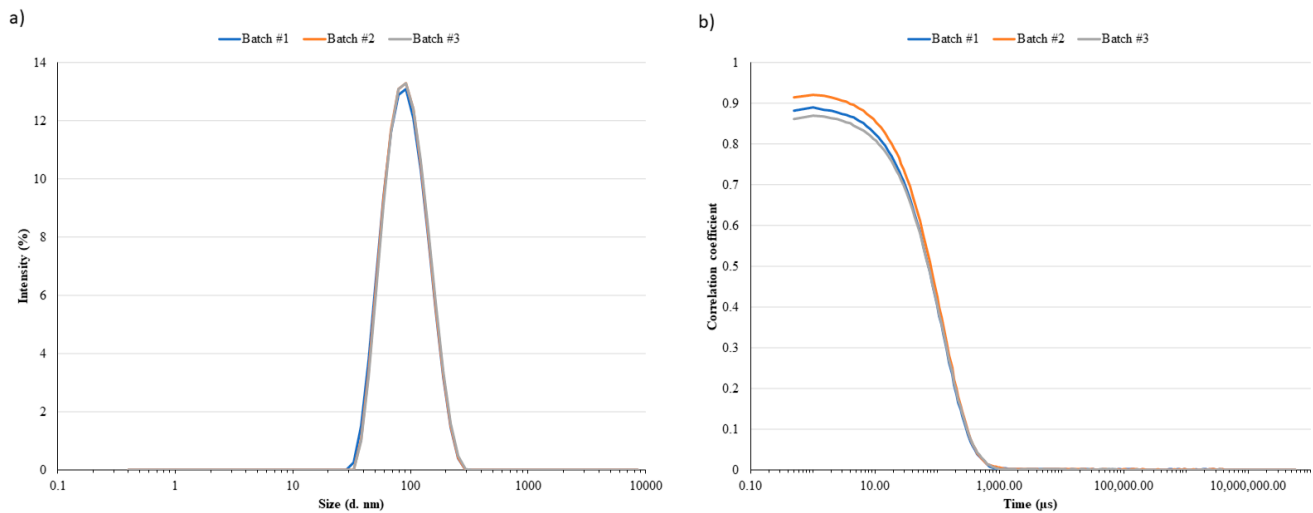 a)
Batch #1 Batch #2 Batch #3
14
12
10
8
6
4
2
0
Intensity (%)
0.1 1 10 100 1000 10000
Size (d. nm)
b)
Batch #1 Batch #2 Batch #3
1
0.9
0.8
0.7
0.6
0.5
0.4
0.3
0.2
0.1
0
Correlation coefficient
0.10 10.00 1,000.00 100,000.00 10,000,000.00
Time (µs)